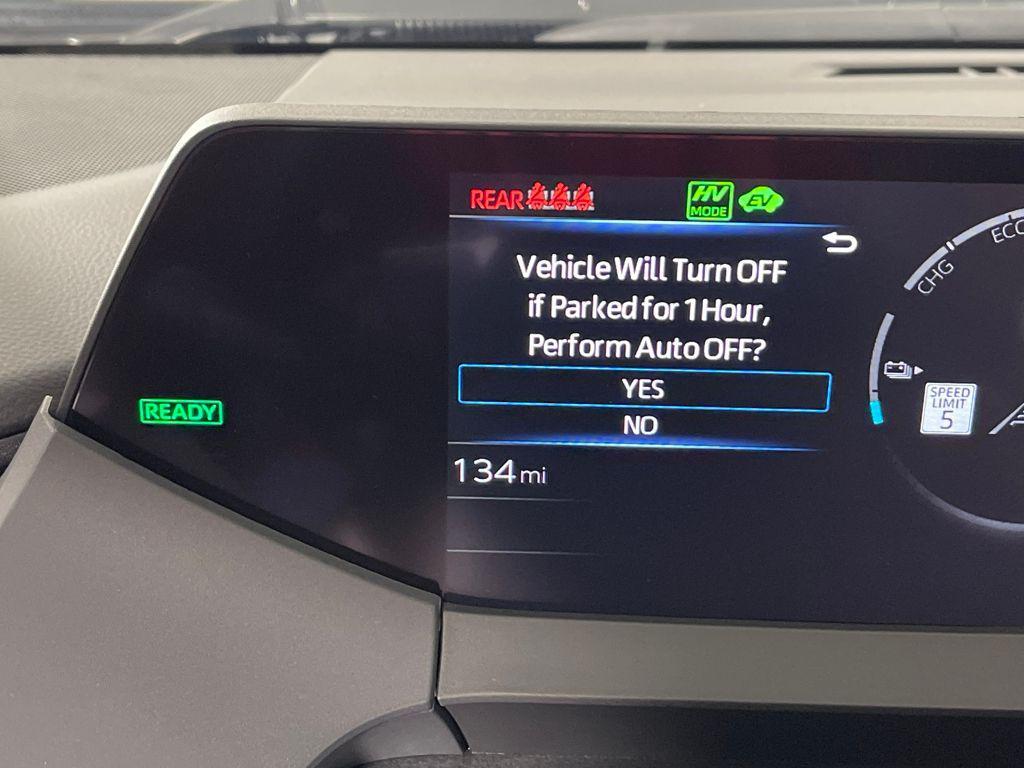 REAR
HV
MODE
EV
Vehicle Will Turn OFF
if Parked for 1 Hour,
Perform Auto OFF?
YES
NO
134 mi
READY
CHG
SPEED
LIMIT
5